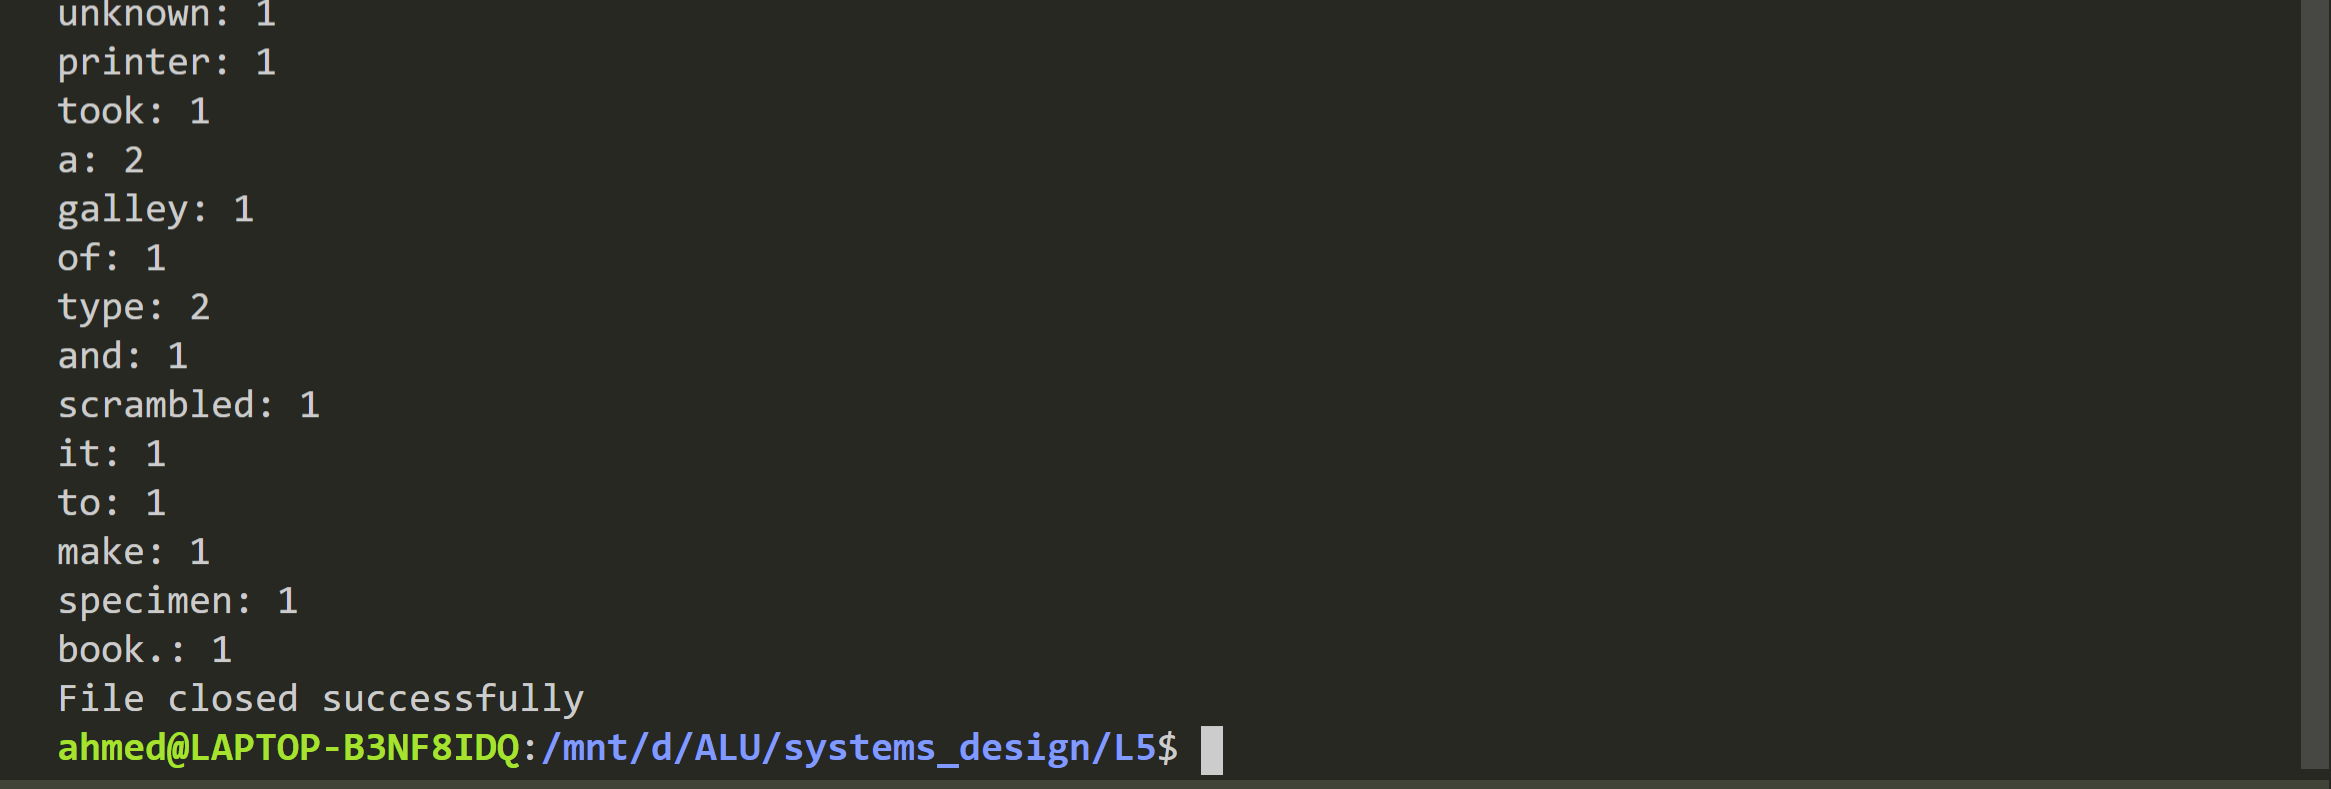 unknown: 1
printer: 1
took: 1
a: 2
galley: 1
of: 1
type: 2
and: 1
scrambled: 1
it: 1
to: 1
make: 1
specimen: 1
book.: 1
File closed successfully
ahmed@LAPTOP-B3NF8IDQ:/mnt/d/ALU/systems_design/L5$